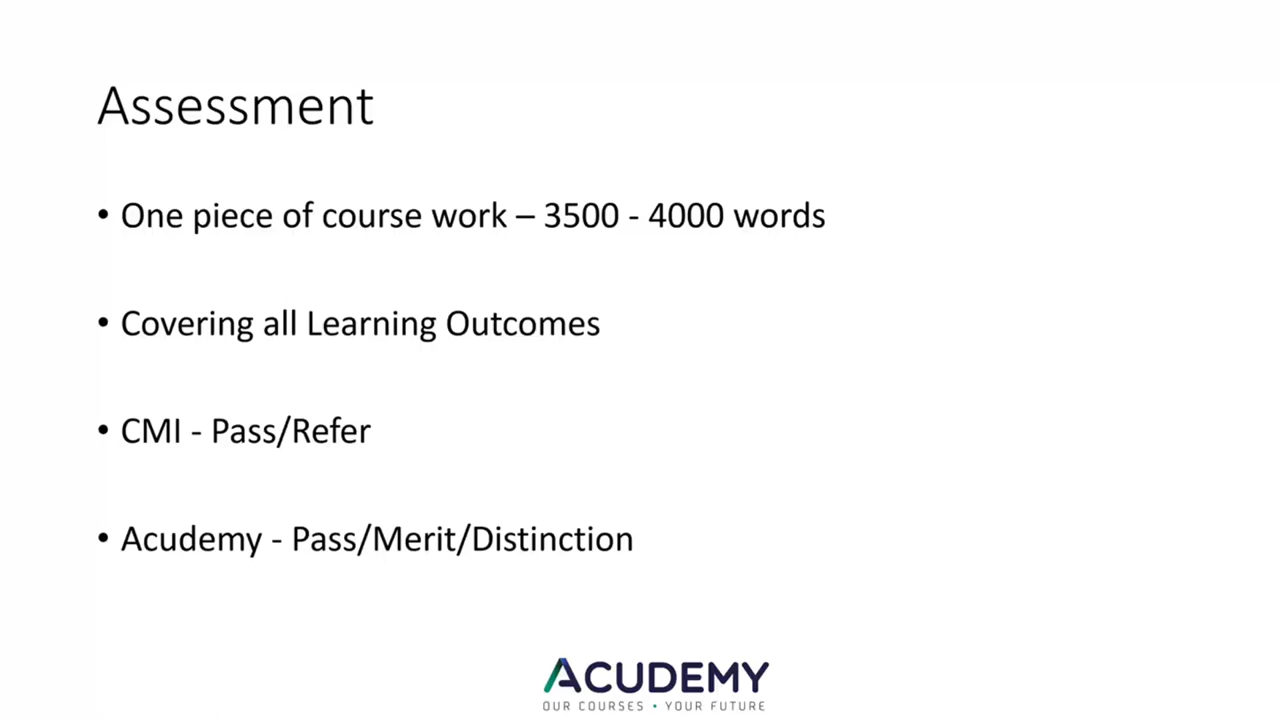 Assessment
• One piece of course work – 3500 - 4000 words
• Covering all Learning Outcomes
• CMI - Pass/Refer
• Acudemy - Pass/Merit/Distinction
ACUDEMY
OUR COURSES • YOUR FUTURE